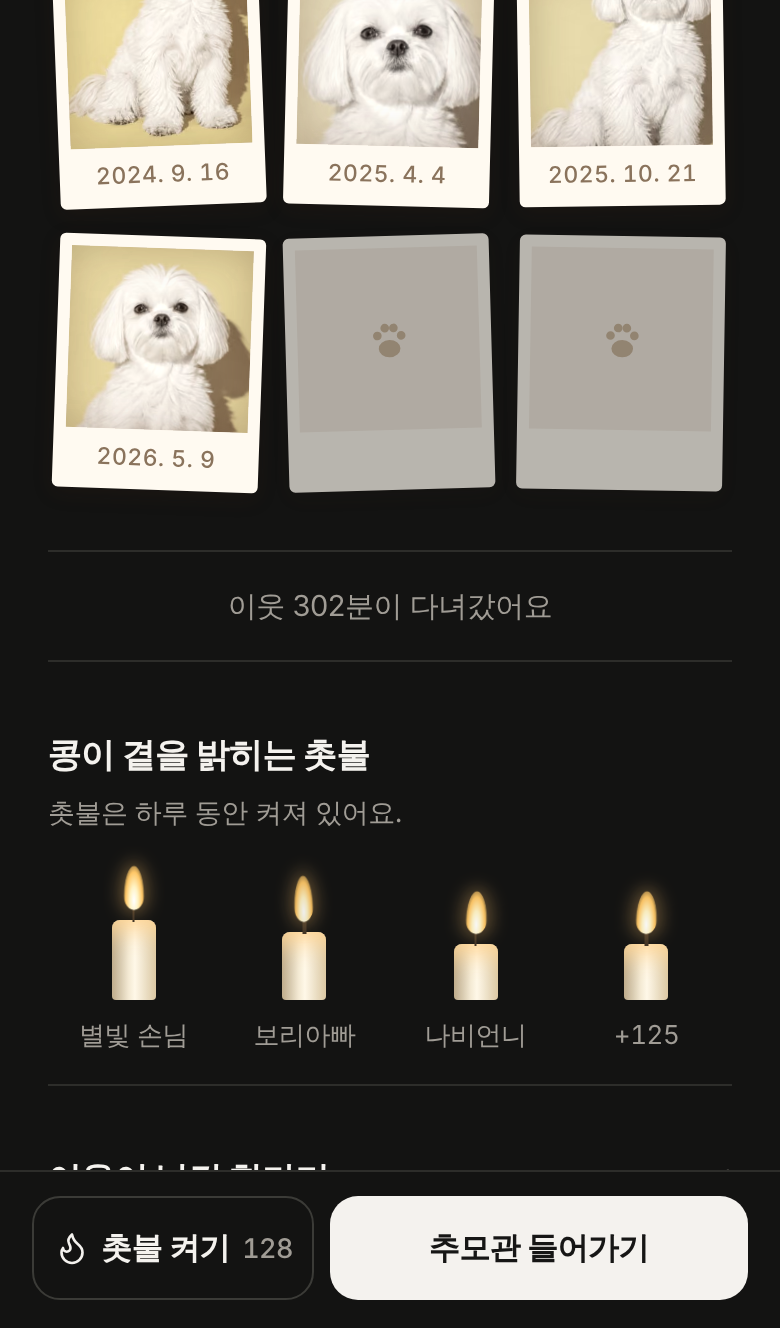 2024. 9. 16
2025. 4. 4
2025. 10. 21
2026. 5. 9
이웃 302분이 다녀갔어요
콩이 곁을 밝히는 촛불
촛불은 하루 동안 켜져 있어요.
별빛 손님
보리아빠
나비언니
+125
촛불 켜기 128
추모관 들어가기